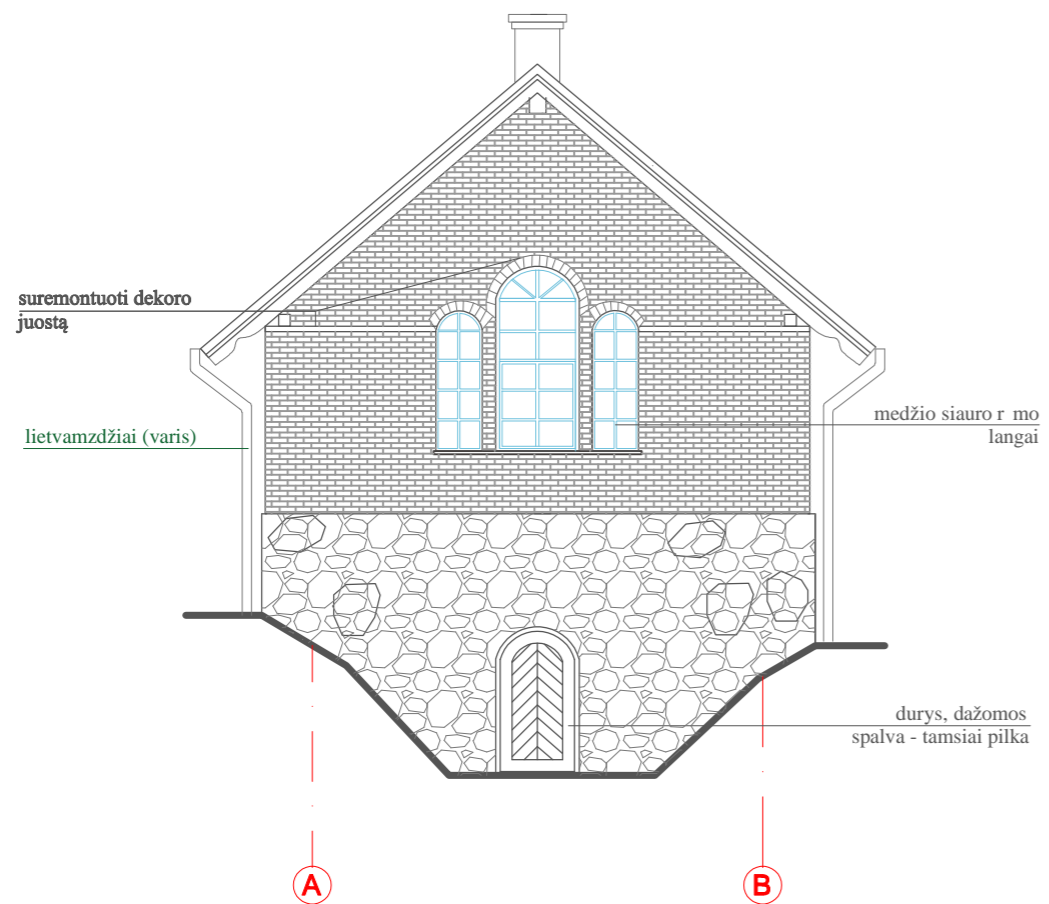 suremontuoti dekoro
juostą
lietvamzdžiai (varis)
medžio siauro r mo
langai
durys, dažomos
spalva - tamsiai pilka
A
B